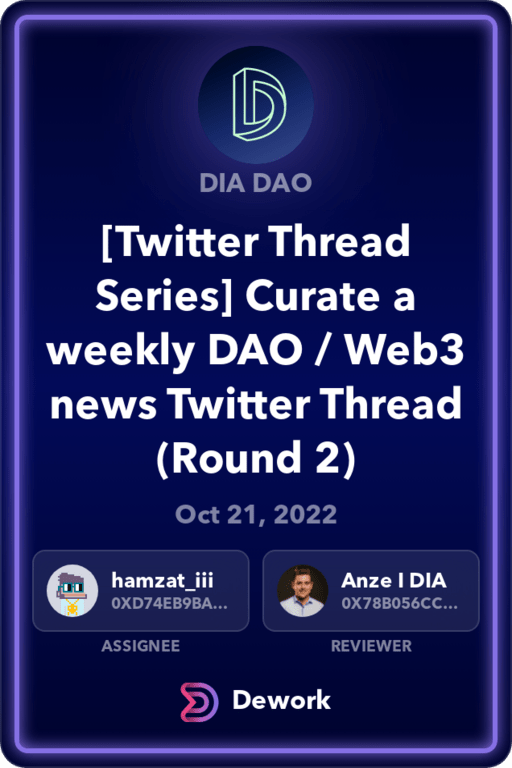 DIA DAO
[Twitter Thread
Series] Curate a
weekly DAO / Web3
news Twitter Thread
(Round 2)
Oct 21, 2022
hamzat_iii
0XD74EB9BA...
ASSIGNEE
Anze I DIA
0X78B056CC...
REVIEWER
Dework